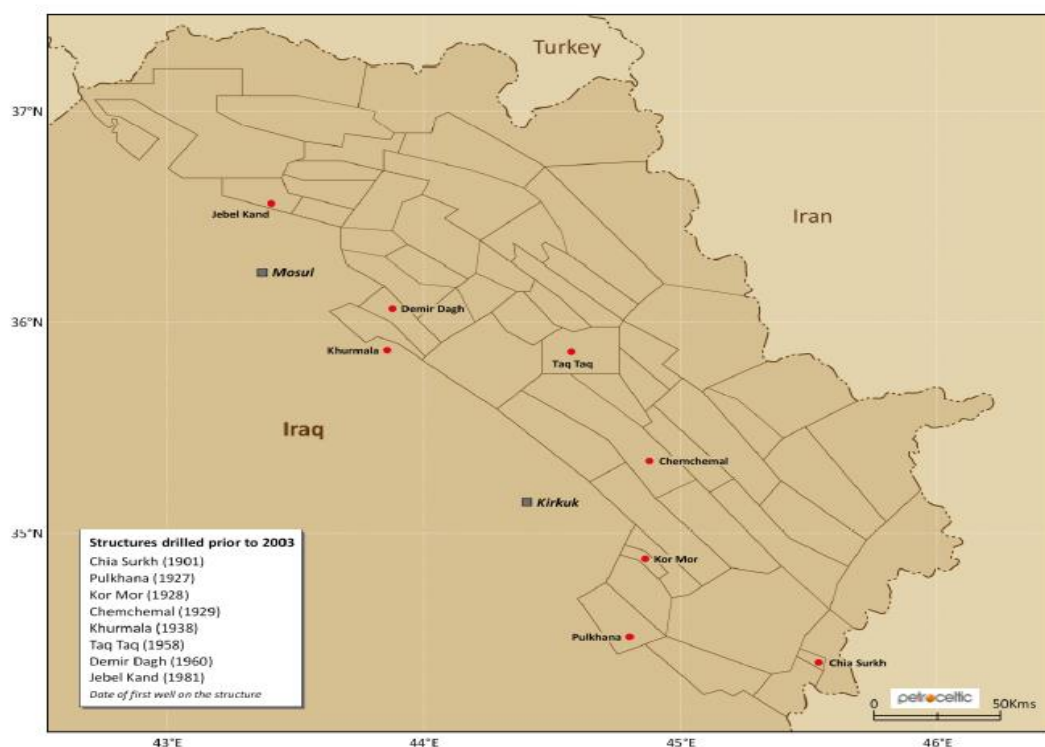 Turkey
37°N
Iran
Jebel Kand
Mosul
Demir Dagh
36°N
Khurmala
Taq Taq
Iraq
Chemchemal
Kirkuk
35°N
Structures drilled prior to 2003
Chia Surkh (1901)
Pulkhana (1927)
Kor Mor (1928)
Chemchemal (1929)
Khurmala (1938)
Taq Taq (1958)
Demir Dagh (1960)
Jebel Kand (1981)
Date of first well on the structure
Kor Mor
Pulkhana
Chia Surkh
petroceltic
0 50Kms
43°E 44°E 45°E 46°E